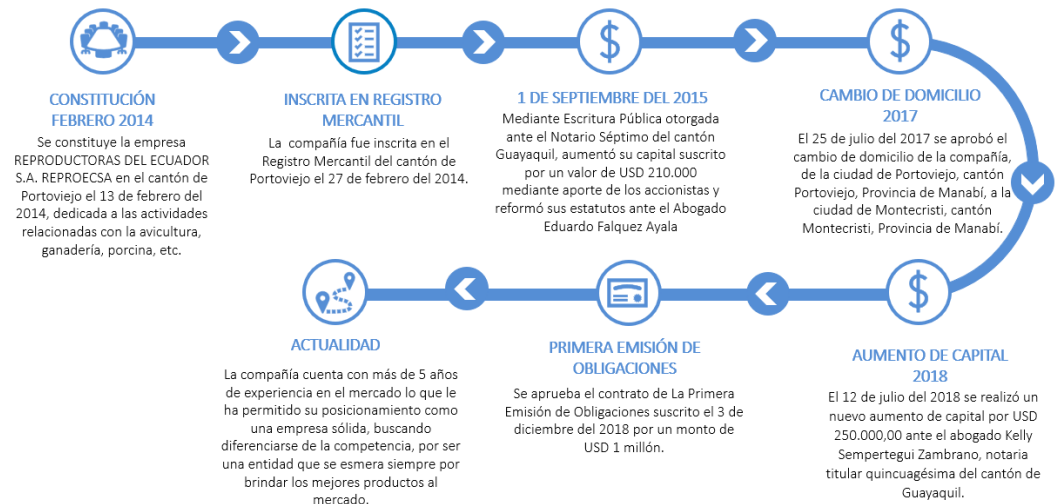 CONSTITUCIÓN
FEBRERO 2014
Se constituye la empresa
REPRODUCTORAS DEL ECUADOR
S.A. REPROECSA en el cantón de
Portoviejo el 13 de febrero del
2014, dedicada a las actividades
relacionadas con la avicultura,
ganadería, porcina, etc.
INSCRITA EN REGISTRO
MERCANTIL
La compañía fue inscrita en el
Registro Mercantil del cantón de
Portoviejo el 27 de febrero del 2014.
1 DE SEPTIEMBRE DEL 2015
Mediante Escritura Pública otorgada
ante el Notario Séptimo del cantón
Guayaquil, aumentó su capital suscrito
por un valor de USD 210.000
mediante aporte de los accionistas y
reformó sus estatutos ante el Abogado
Eduardo Falquez Ayala
CAMBIO DE DOMICILIO
2017
El 25 de julio del 2017 se aprobó el
cambio de domicilio de la compañía,
de la ciudad de Portoviejo, cantón
Portoviejo, Provincia de Manabí, a la
ciudad de Montecristi, cantón
Montecristi, Provincia de Manabí.
AUMENTO DE CAPITAL
2018
El 12 de julio del 2018 se realizó un
nuevo aumento de capital por USD
250.000,00 ante el abogado Kelly
Sempertegui Zambrano, notaria
titular quincuagésima del cantón de
Guayaquil.
PRIMERA EMISIÓN DE
OBLIGACIONES
Se aprueba el contrato de La Primera
Emisión de Obligaciones suscrito el 3 de
diciembre del 2018 por un monto de
USD 1 millón.
ACTUALIDAD
La compañía cuenta con más de 5 años
de experiencia en el mercado lo que le
ha permitido su posicionamiento como
una empresa sólida, buscando
diferenciarse de la competencia, por ser
una entidad que se esmera siempre por
brindar los mejores productos al
mercado.